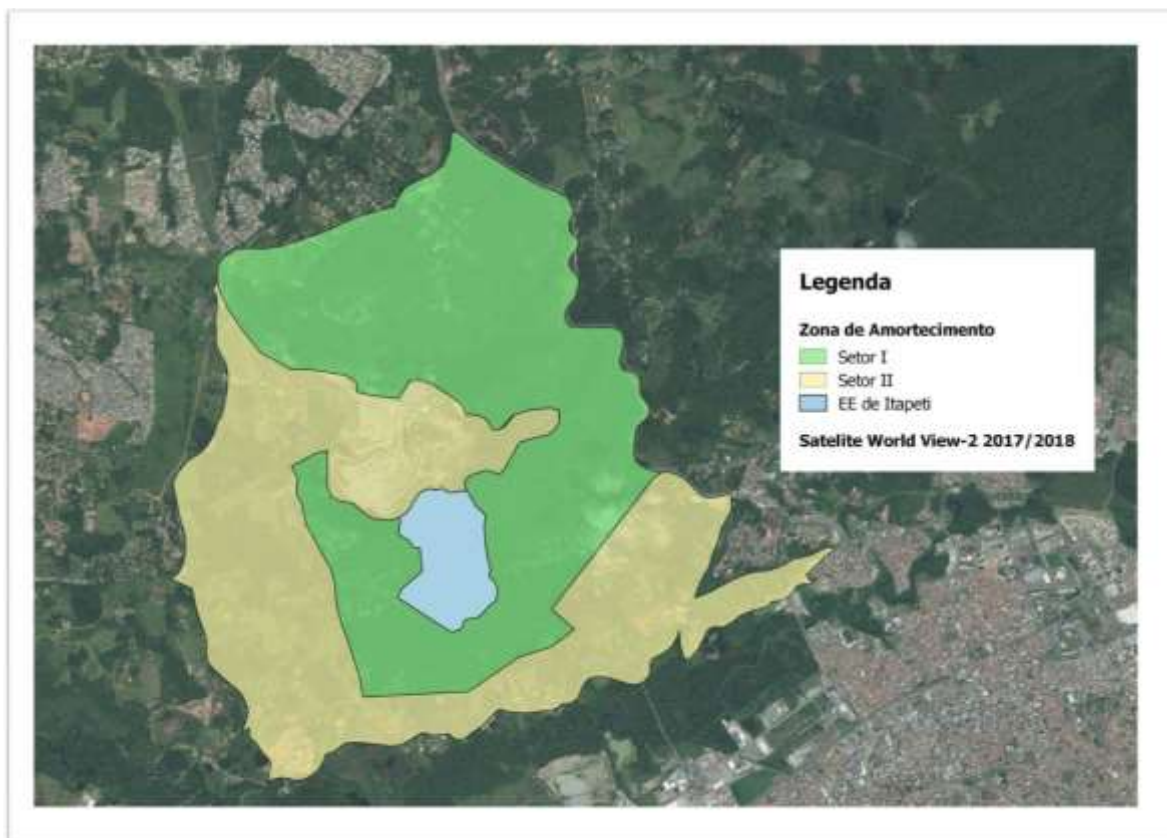 Legenda
Zona de Amortecimento
Setor I
Setor II
EE de Itapeti
Satelite World View-2 2017/2018